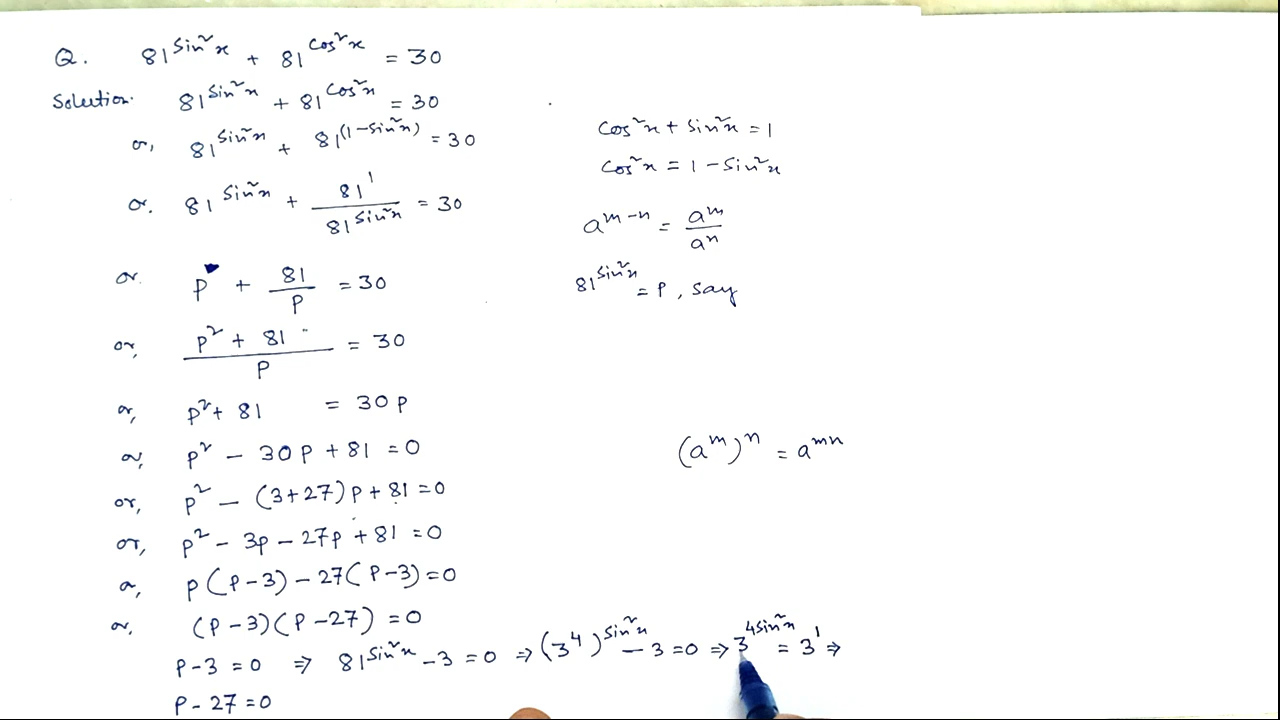 Q. 81^sin²x + 81^cos²x = 30
Solution. 81^sin²x + 81^cos²x = 30
or, 81^sin²x + 81^(1-sin²x) = 30
or. 81^sin²x + 81¹/81^sin²x = 30
or. P + 81/P = 30
or, P² + 81/P = 30
or, P² + 81 = 30P
or, P² - 30P + 81 = 0
or, P² - (3+27)P + 81 = 0
or, P² - 3P - 27P + 81 = 0
or, P(P-3) - 27(P-3) = 0
or, (P-3)(P-27) = 0
P-3 = 0 ⇒ 81^sin²x - 3 = 0 ⇒ (3⁴)^sin²x - 3 = 0 ⇒ 3^4sin²x = 3¹ ⇒
P - 27 = 0
cos²x + sin²x = 1
cos²x = 1 - sin²x
a^m-n = a^m/a^n
81^sin²x = P, say
(a^m)^n = a^mn